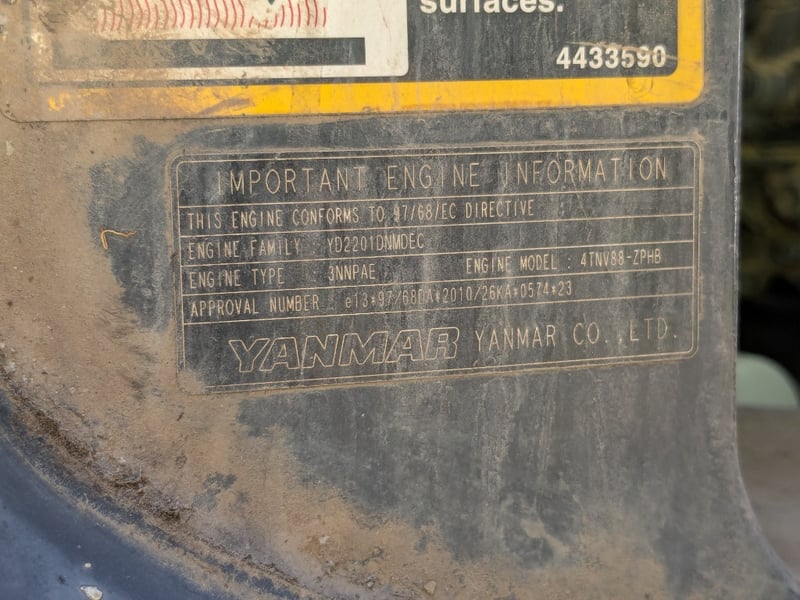 surfaces.
4433590
IMPORTANT ENGINE INFORMATION
THIS ENGINE CONFORMS TO 97/68/EC DIRECTIVE
ENGINE FAMILY : YD2201DNMDEC
ENGINE TYPE : 3NNPAE ENGINE MODEL : 4TNV88-ZPHB
APPROVAL NUMBER : e13*97/68DA*2010/26KA*0574*23
YANMAR YANMAR CO.,LTD.